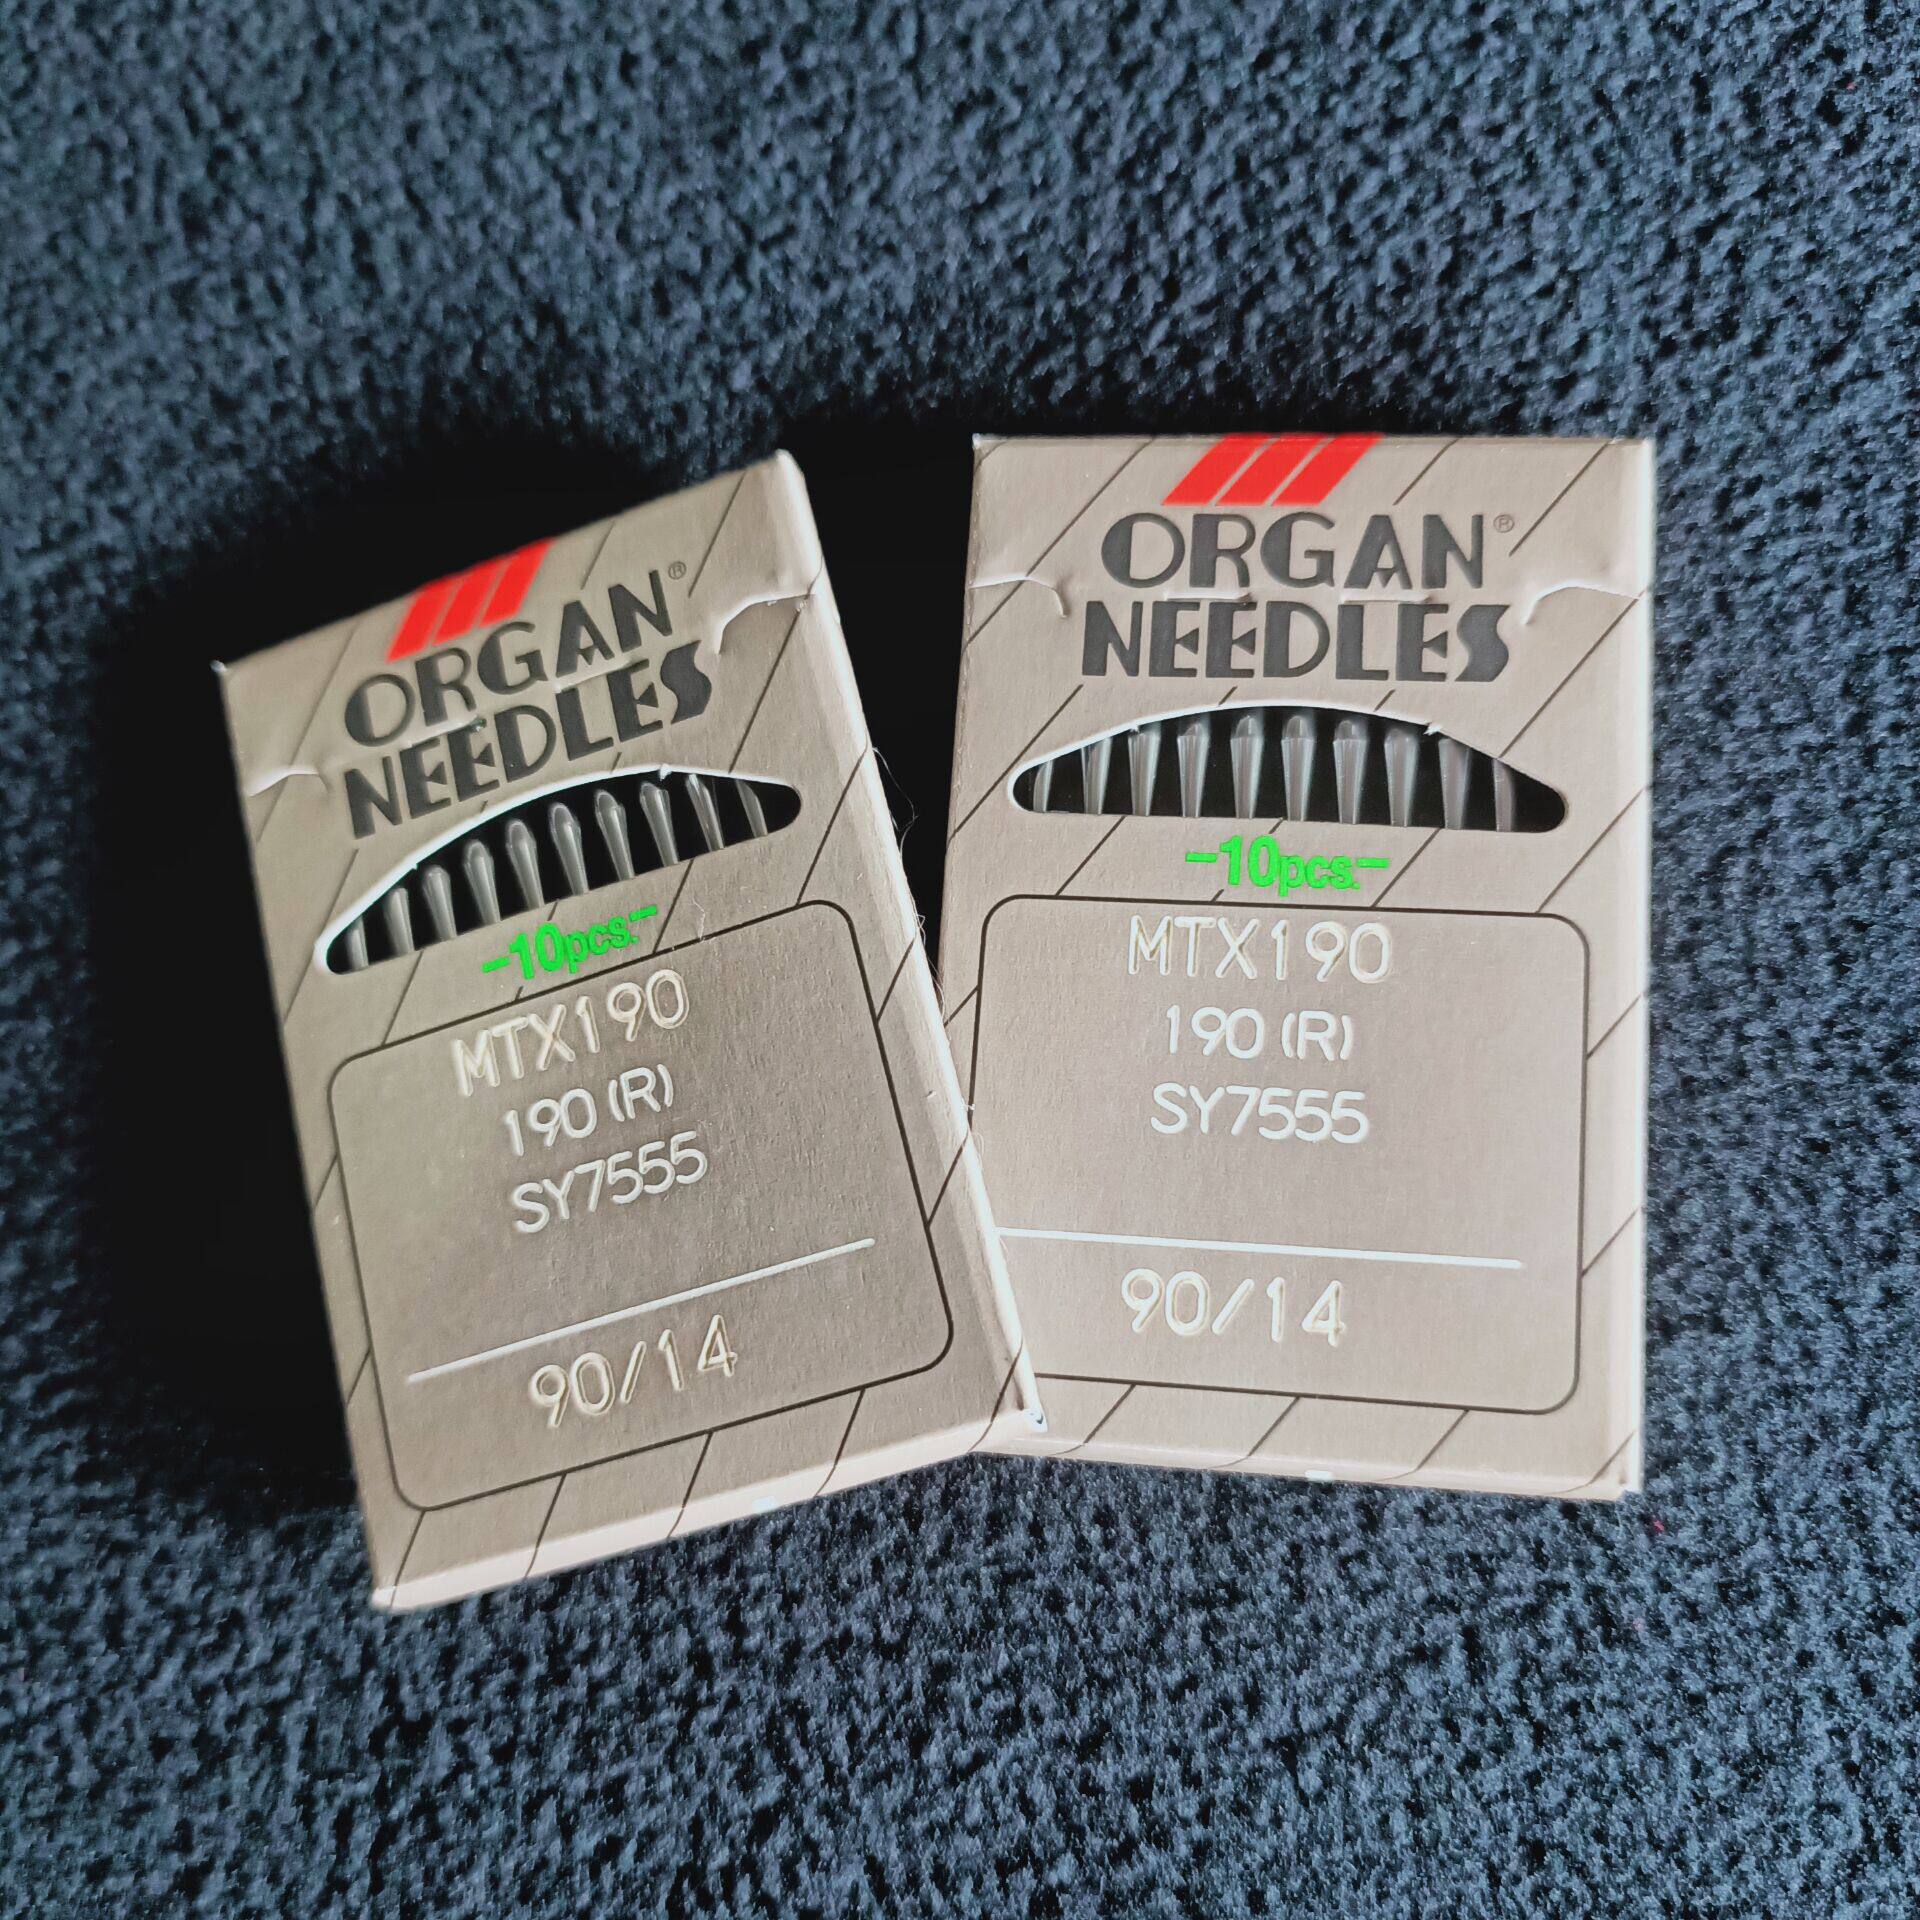 ORGAN®
NEEDLES
-10pcs.-
MTX190
190 (R)
SY7555
90/14
ORGAN®
NEEDLES
-10pcs.-
MTX190
190 (R)
SY7555
90/14